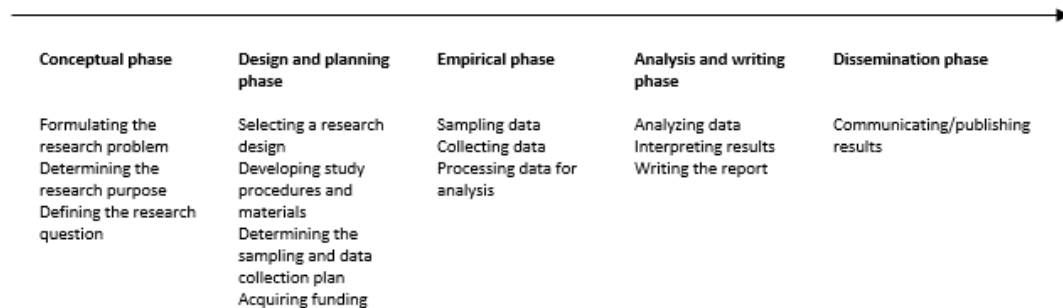 Conceptual phase
Formulating the
research problem
Determining the
research purpose
Defining the research
question
Design and planning
phase
Selecting a research
design
Developing study
procedures and
materials
Determining the
sampling and data
collection plan
Acquiring funding
Empirical phase
Sampling data
Collecting data
Processing data for
analysis
Analysis and writing
phase
Analyzing data
Interpreting results
Writing the report
Dissemination phase
Communicating/publishing
results